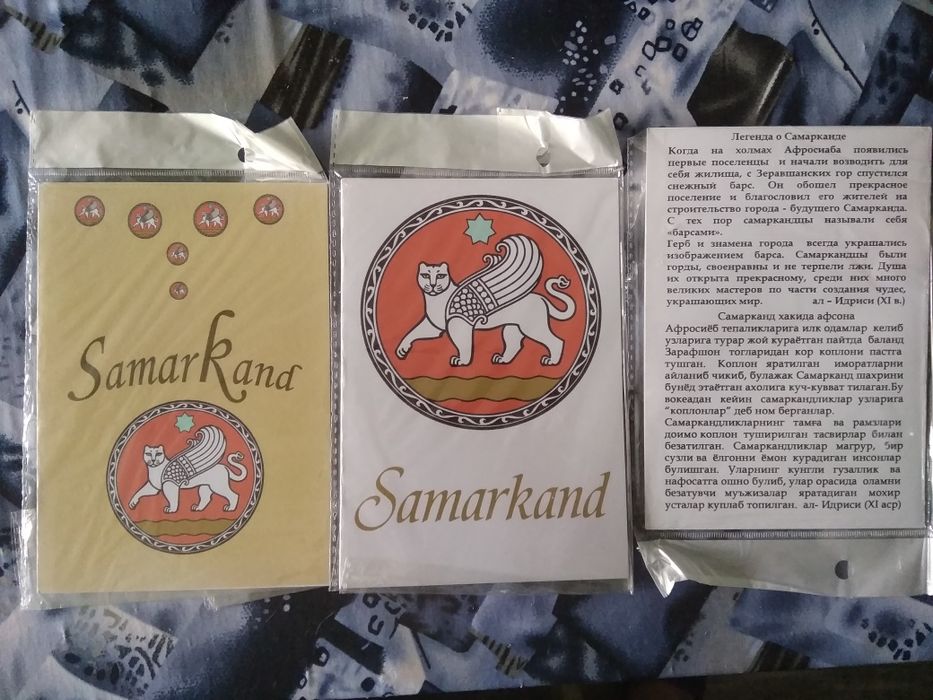 Samarkand
Samarkand
Легенда о Самарканде
Когда на холмах Афросиаба появились
первые поселенцы и начали возводить для
себя жилища, с Зеравшанских гор спустился
снежный барс. Он обошел прекрасное
поселение и благословил его жителей на
строительство города - будущего Самарканда.
С тех пор самаркандцы называли себя
«барсами».
Герб и знамена города всегда украшались
изображением барса. Самаркандцы были
горды, своенравны и не терпели лжи. Душа
их открыта прекрасному, среди них много
великих мастеров по части создания чудес,
украшающих мир. ал – Идриси (XI в.)
Самарканд хакида афсона
Афросиёб тепаликларига илк одамлар келиб
узларига турар жой кураётган пайтда баланд
Зарафшон тогларидан кор коплони пастга
тушган. Коплон яратилган иморатларни
айланиб чикиб, булажак Самарканд шахрини
бунёд этаётган ахолига куч-кувват тилаган.Бу
вокеадан кейин самаркандликлар узларига
“коплонлар” деб ном берганлар.
Самаркандликларнинг тамға ва рамзлари
доимо коплон туширилган тасвирлар билан
безатилган. Самаркандликлар магрур, бир
сузли ва ёлгонни ёмон курадиган инсонлар
булишган. Уларнинг кунгли гузаллик ва
нафосатга ошно булиб, улар орасида оламни
безатувчи муъжизалар яратадиган мохир
усталар куплаб топилган. ал- Идриси (XI аср)